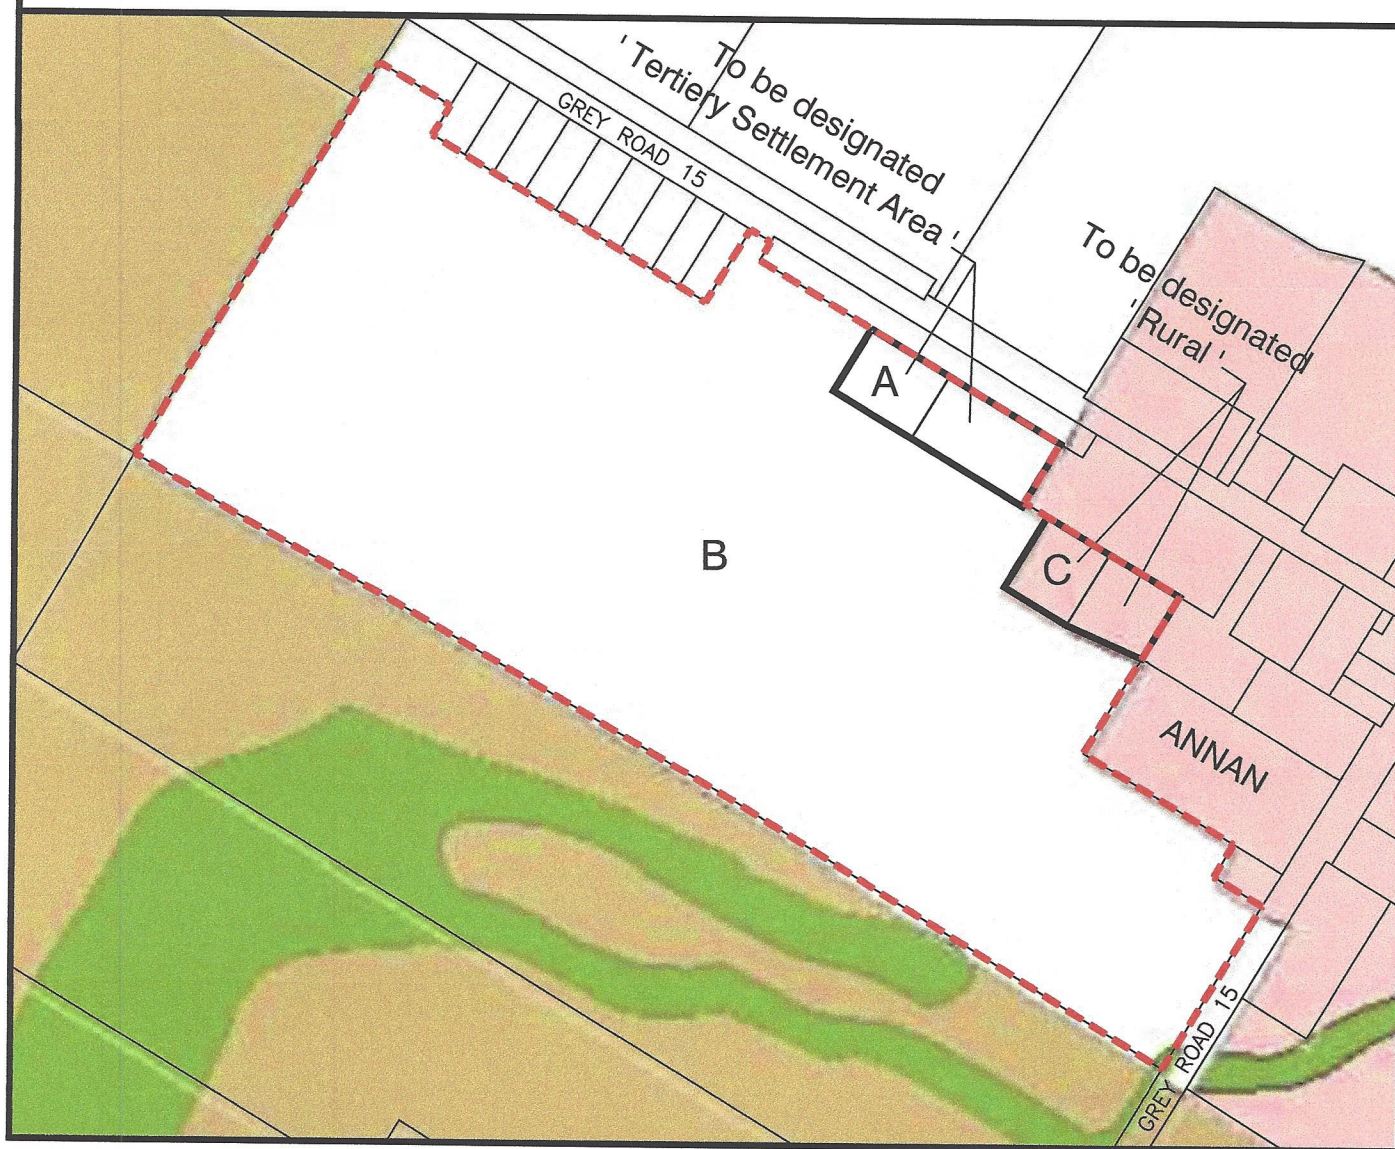 To be designated
' Tertiery Settlement Area '
GREY ROAD 15
To be designated
' Rural '
A
B
C
ANNAN
GREY ROAD 15